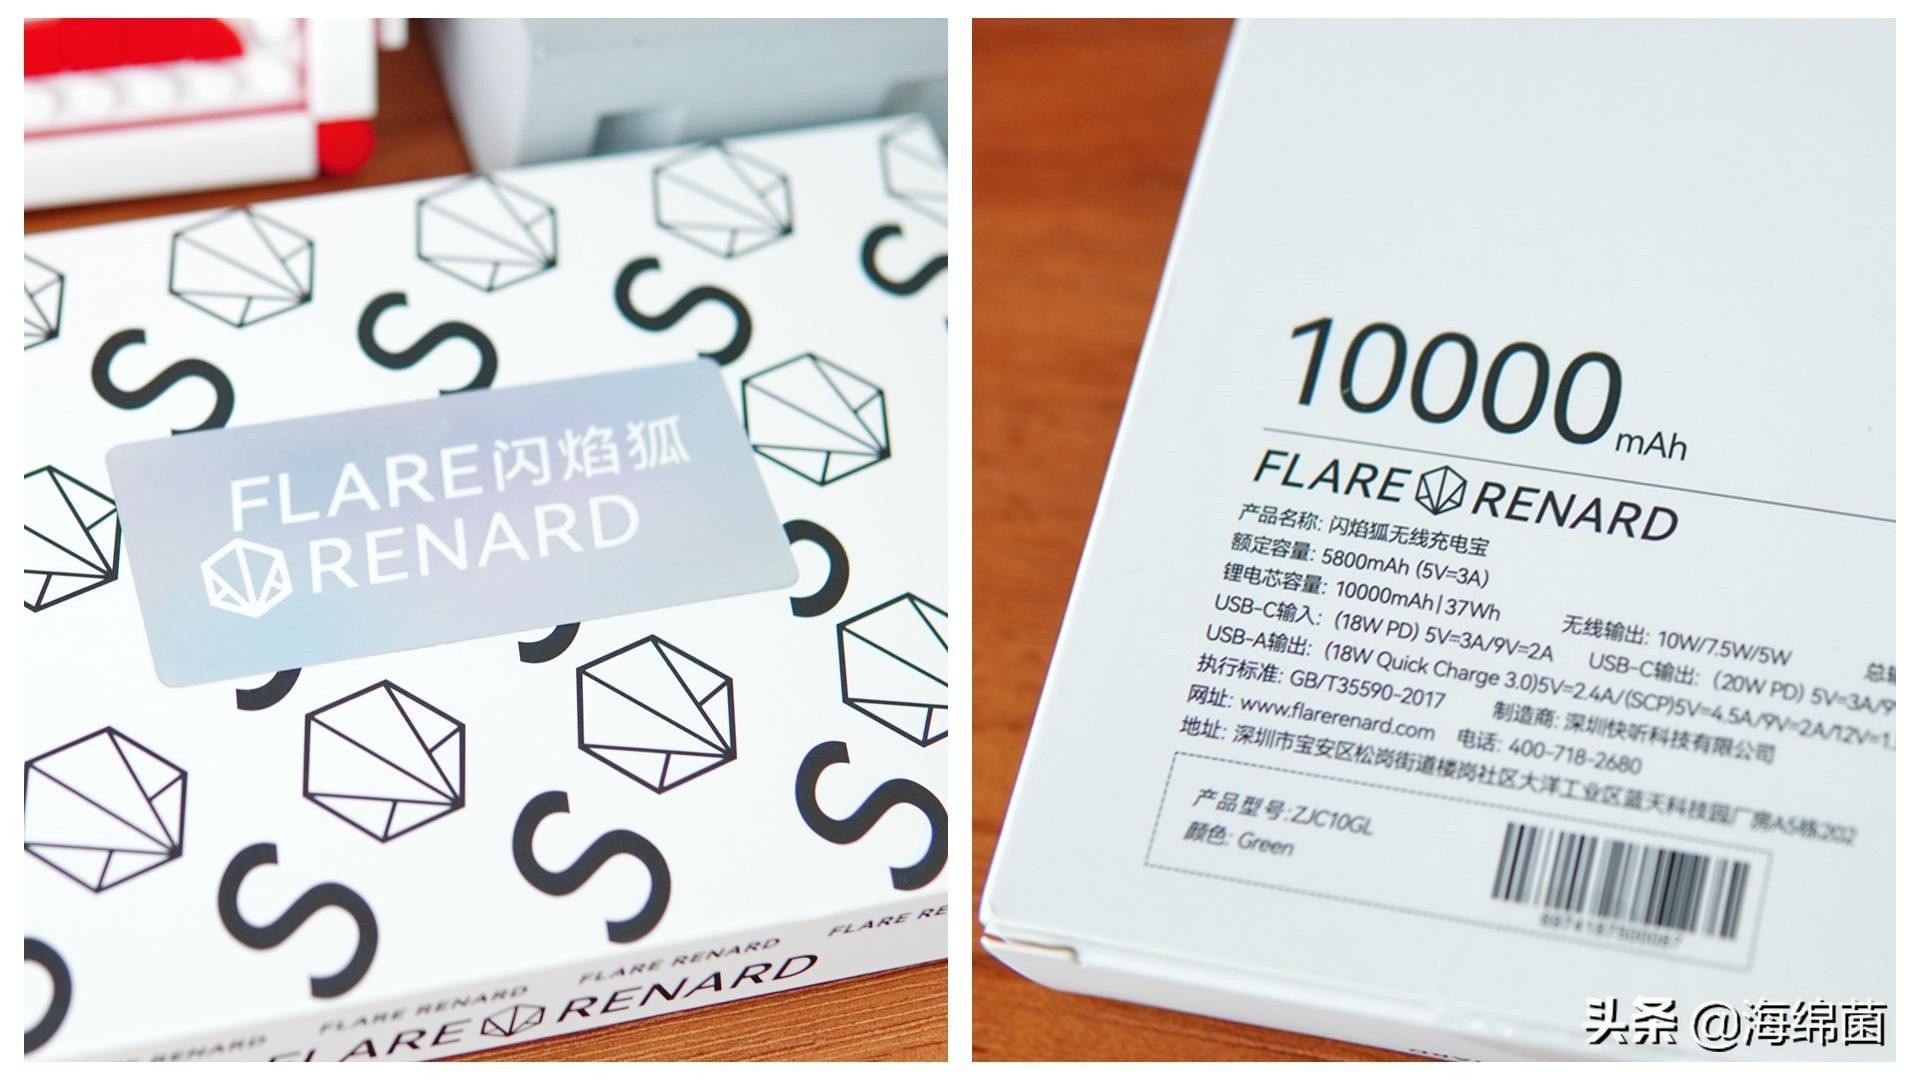 S
S
S
S
FLARE闪焰狐
RENARD
S
S
S
S
S
S
FLARE RE
FLARE RENARD
FLARE RENARD
RENARD
FLARE RENARD
10000mAh
FLARE RENARD
产品名称: 闪焰狐无线充电宝
额定容量: 5800mAh (5V=3A)
锂电芯容量: 10000mAh|37Wh 无线输出: 10W/7.5W/5W
USB-C输入: (18W PD) 5V=3A/9V=2A USB-C输出: (20W PD) 5V=3A/9
USB-A输出: (18W Quick Charge 3.0)5V=2.4A/(SCP)5V=4.5A/9V=2A/12V=1.
执行标准: GB/T35590-2017 制造商: 深圳快听科技有限公司
网址: www.flarerenard.com 电话: 400-718-2680
地址: 深圳市宝安区松岗街道楼岗社区大洋工业区蓝天科技园厂房A5栋202
产品型号:ZJC10GL
颜色: Green
头条 @海绵菌